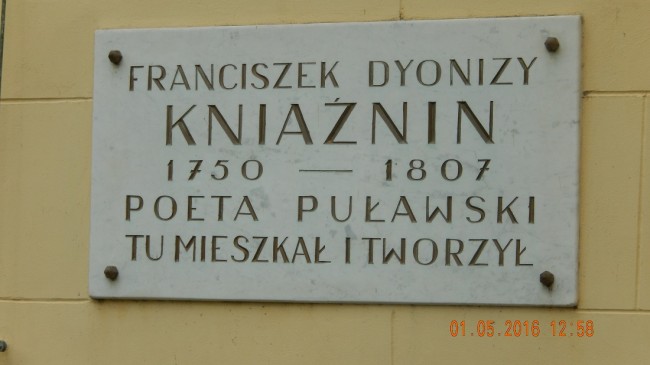 FRANCISZEK DYONIZY
KNIAŹNIN
1750 — 1807
POETA PUŁAWSKI
TU MIESZKAŁ I TWORZYŁ
01.05.2016 12:58